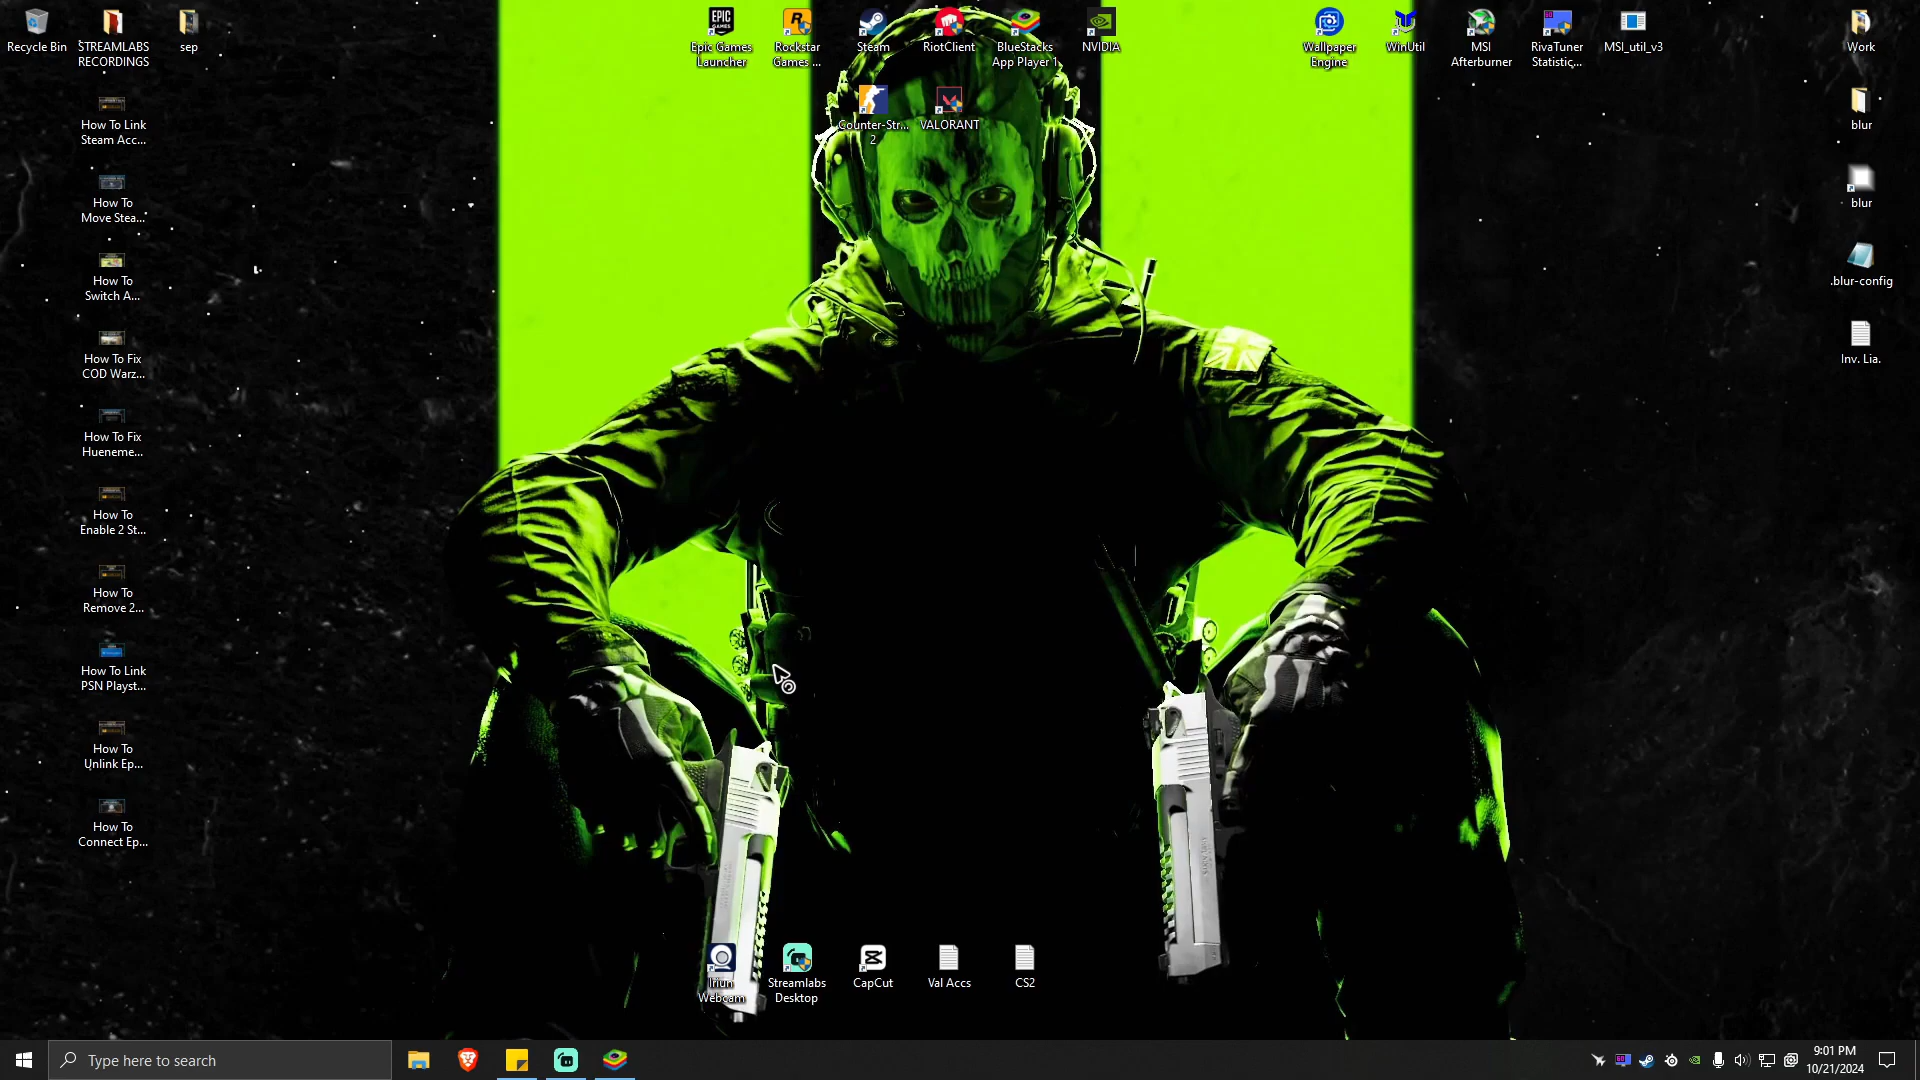 Recycle Bin
STREAMLABS
RECORDINGS
sep
EPIC
GAMES
Epic Games
Launcher
Rockstar
Games ...
Steam
RiotClient
BlueStacks
App Player 1
NVIDIA
Wallpaper
Engine
WinUtil
MSI
Afterburner
RivaTuner
Statistic...
MSI_util_v3
Work
How To Link
Steam Acc...
Counter-Str...
2
VALORANT
blur
How To
Move Stea...
blur
How To
Switch A...
.blur-config
How To Fix
COD Warz...
Inv. Lia.
How To Fix
Hueneme...
How To
Enable 2 St...
How To
Remove 2...
How To Link
PSN Playst...
How To
Unlink Ep...
How To
Connect Ep...
Iriun
Webcam
Streamlabs
Desktop
CapCut
Val Accs
CS2
Type here to search
9:01 PM
10/21/2024